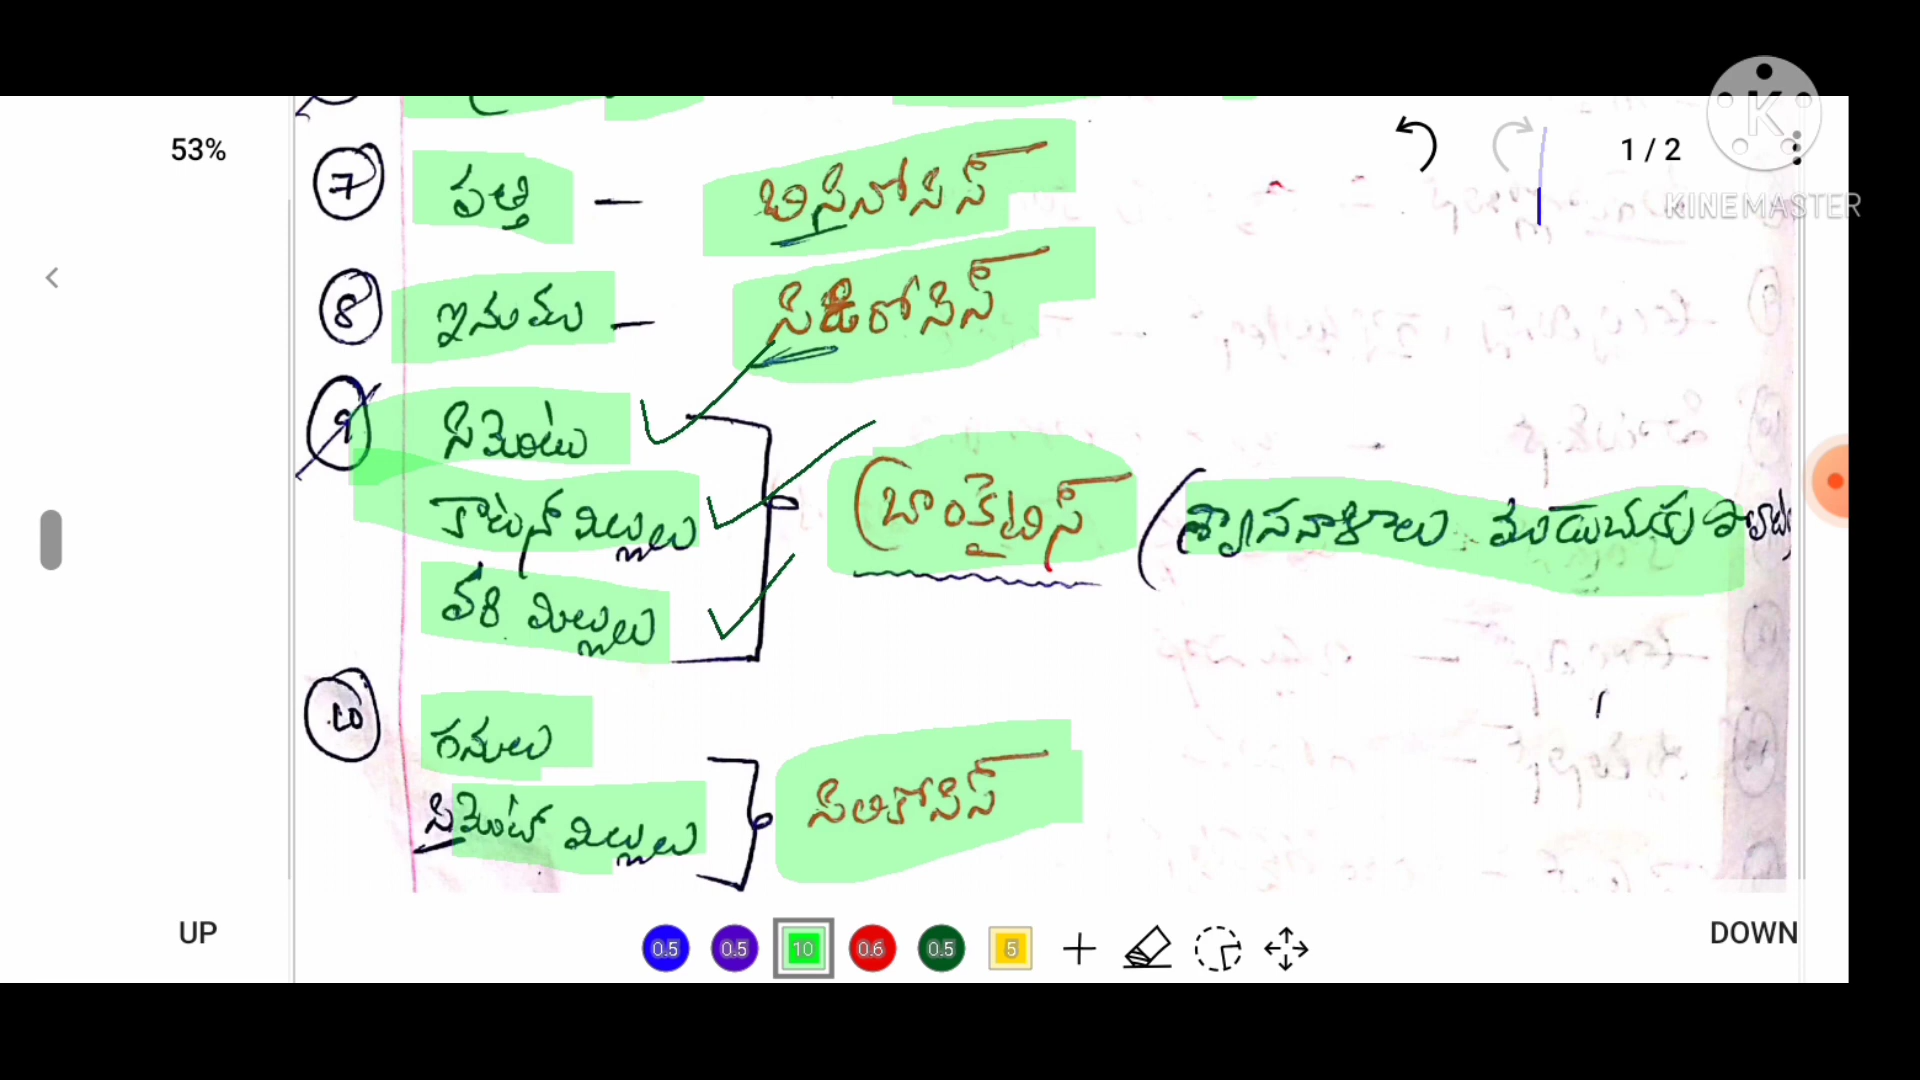 53%
1 / 2
KINEMASTER
7 పత్తి — బిసినోసిస్
8 ఇనుము — సిడిరోసిస్
9 సిమెంటు
కాటన్ మిల్లులు
(బ్రాంకైటిస్ (శ్వాసనాళాలు ముడుచుకు
వరి మిల్లులు
10 గనులు
సిమెంట్ మిల్లులు
సిలికోసిస్
UP
DOWN
0.5 0.5 10 0.6 0.5 5